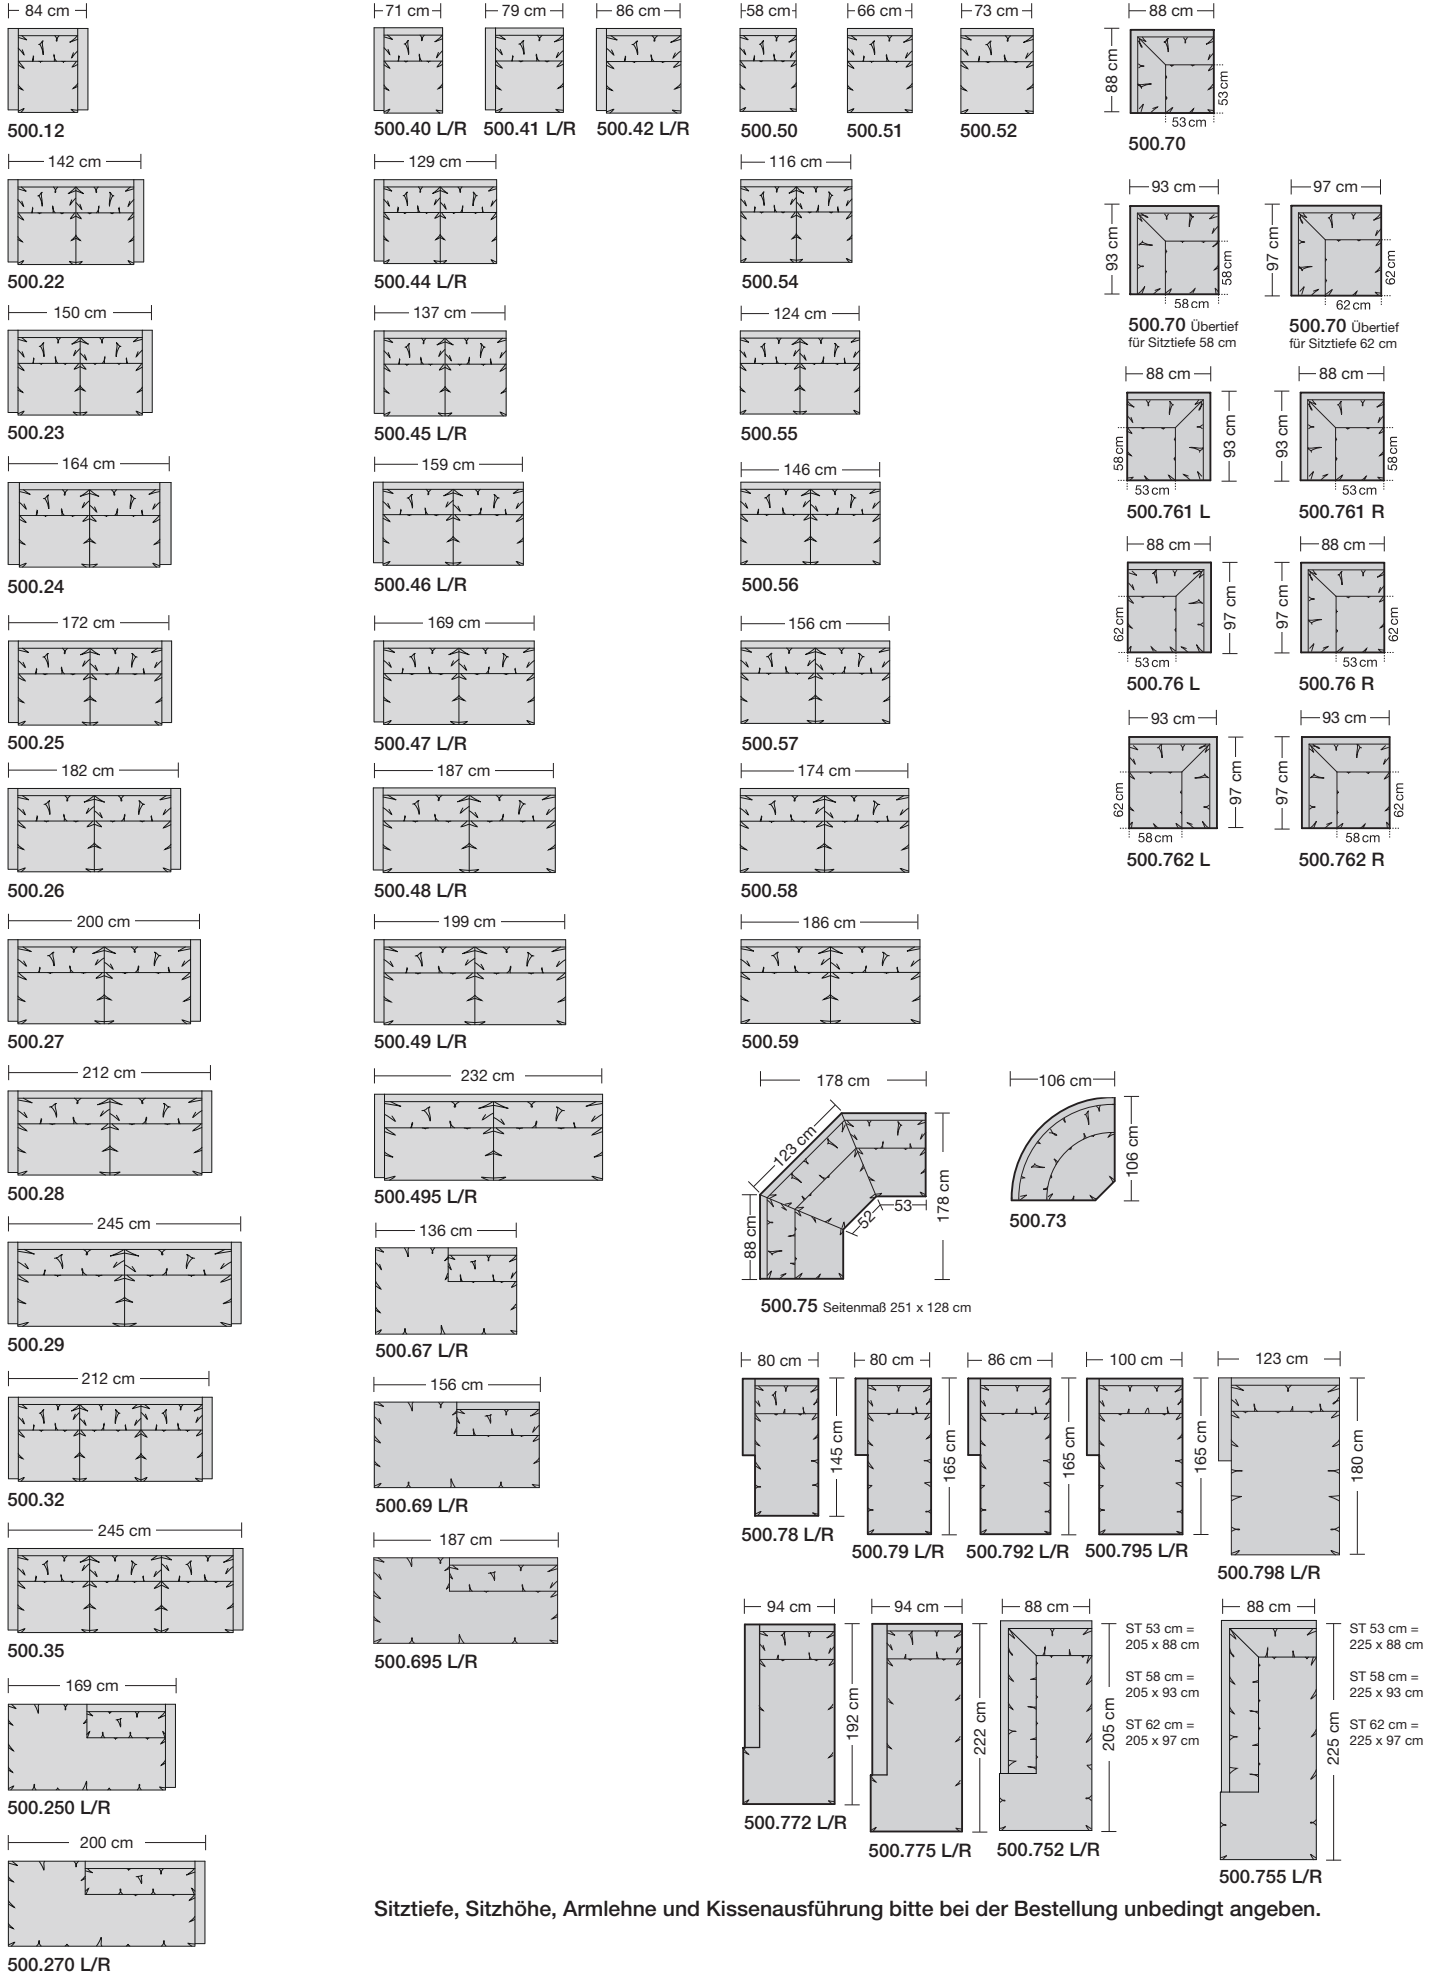 84 cm
500.12
142 cm
500.22
150 cm
500.23
164 cm
500.24
172 cm
500.25
182 cm
500.26
200 cm
500.27
212 cm
500.28
245 cm
500.29
212 cm
500.32
245 cm
500.35
169 cm
500.250 L/R
200 cm
500.270 L/R
71 cm 79 cm 86 cm
500.40 L/R 500.41 L/R 500.42 L/R
129 cm
500.44 L/R
137 cm
500.45 L/R
159 cm
500.46 L/R
169 cm
500.47 L/R
187 cm
500.48 L/R
199 cm
500.49 L/R
232 cm
500.495 L/R
136 cm
500.67 L/R
156 cm
500.69 L/R
187 cm
500.695 L/R
58 cm 66 cm 73 cm
500.50 500.51 500.52
116 cm
500.54
124 cm
500.55
146 cm
500.56
156 cm
500.57
174 cm
500.58
186 cm
500.59
88 cm
88 cm
53 cm
53 cm
500.70
93 cm
93 cm
58 cm
58 cm
500.70 Übertief
für Sitztiefe 58 cm
97 cm
97 cm
62 cm
62 cm
500.70 Übertief
für Sitztiefe 62 cm
88 cm
58 cm
93 cm
53 cm
500.761 L
88 cm
93 cm
58 cm
53 cm
500.761 R
88 cm
62 cm
97 cm
53 cm
500.76 L
88 cm
97 cm
62 cm
53 cm
500.76 R
93 cm
62 cm
97 cm
58 cm
500.762 L
93 cm
97 cm
62 cm
58 cm
500.762 R
178 cm
123 cm
88 cm
178 cm
53
52
500.75 Seitenmaß 251 x 128 cm
106 cm
106 cm
500.73
80 cm
145 cm
500.78 L/R
80 cm
165 cm
500.79 L/R
86 cm
165 cm
500.792 L/R
100 cm
165 cm
500.795 L/R
123 cm
180 cm
500.798 L/R
94 cm
192 cm
500.772 L/R
94 cm
222 cm
500.775 L/R
88 cm
205 cm
ST 53 cm =
205 x 88 cm
ST 58 cm =
205 x 93 cm
ST 62 cm =
205 x 97 cm
500.752 L/R
88 cm
225 cm
ST 53 cm =
225 x 88 cm
ST 58 cm =
225 x 93 cm
ST 62 cm =
225 x 97 cm
500.755 L/R
Sitztiefe, Sitzhöhe, Armlehne und Kissenausführung bitte bei der Bestellung unbedingt angeben.